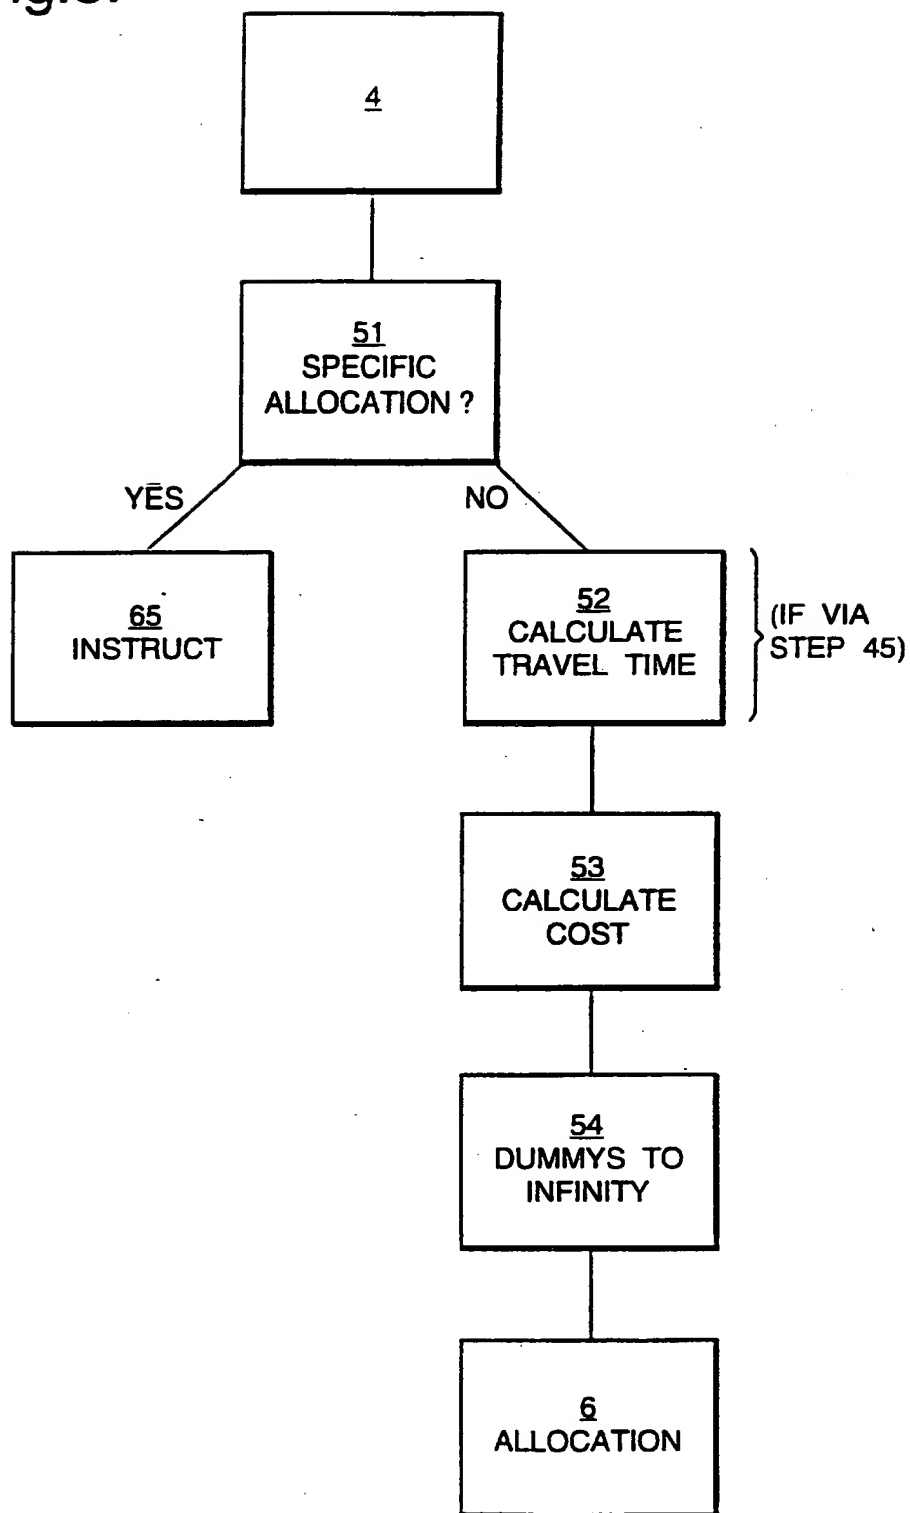 4
51
SPECIFIC
ALLOCATION ?
YES
NO
65
INSTRUCT
52
CALCULATE
TRAVEL TIME
(IF VIA
STEP 45)
53
CALCULATE
COST
54
DUMMYS TO
INFINITY
6
ALLOCATION